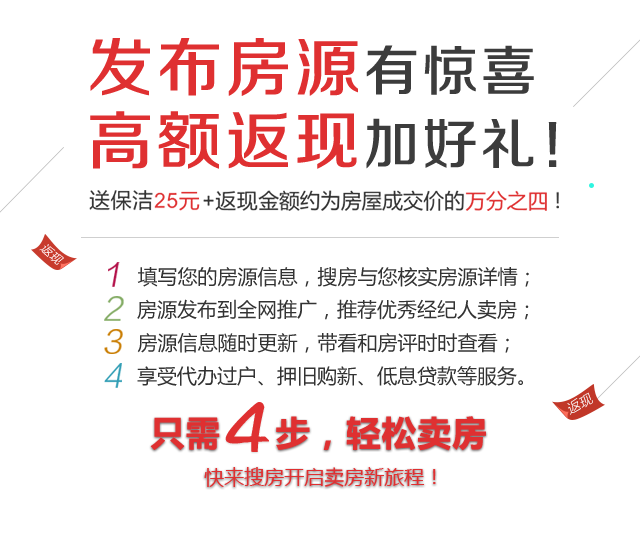 发布房源有惊喜
高额返现加好礼！
送保洁25元+返现金额约为房屋成交价的万分之四！
返现
1 填写您的房源信息，搜房与您核实房源详情；
2 房源发布到全网推广，推荐优秀经纪人卖房；
3 房源信息随时更新，带看和房评时时查看；
4 享受代办过户、押旧购新、低息贷款等服务。
返现
只需4步，轻松卖房
快来搜房开启卖房新旅程！